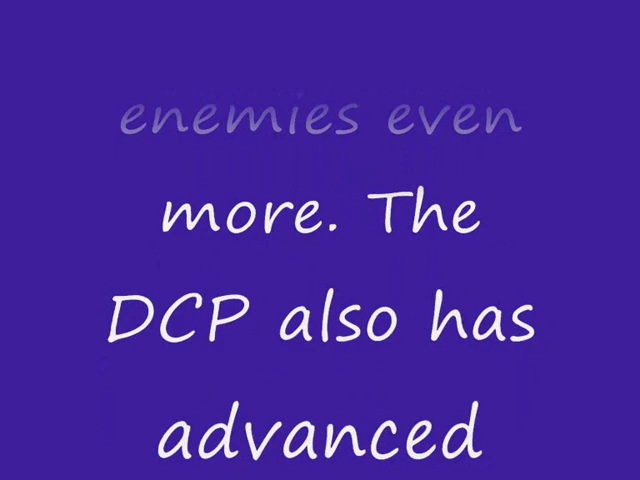 enemies even
more. The
DCP also has
advanced